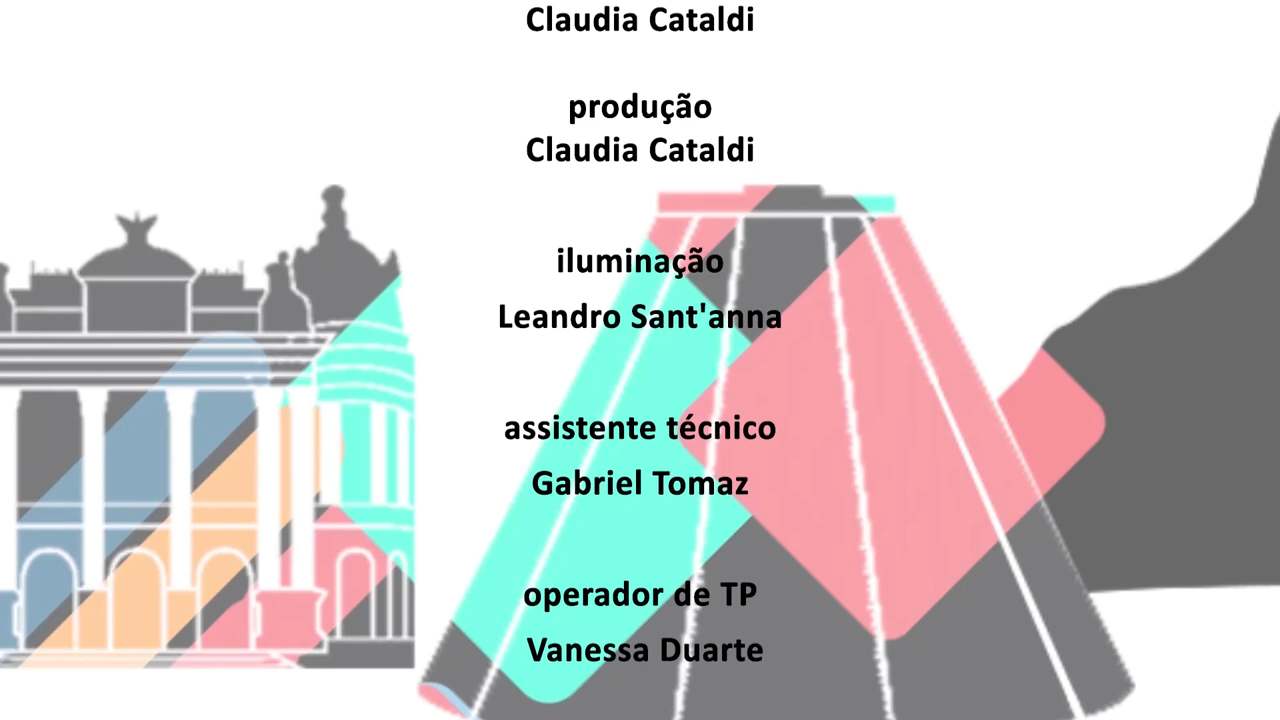 Claudia Cataldi
produção
Claudia Cataldi
iluminação
Leandro Sant'anna
assistente técnico
Gabriel Tomaz
operador de TP
Vanessa Duarte